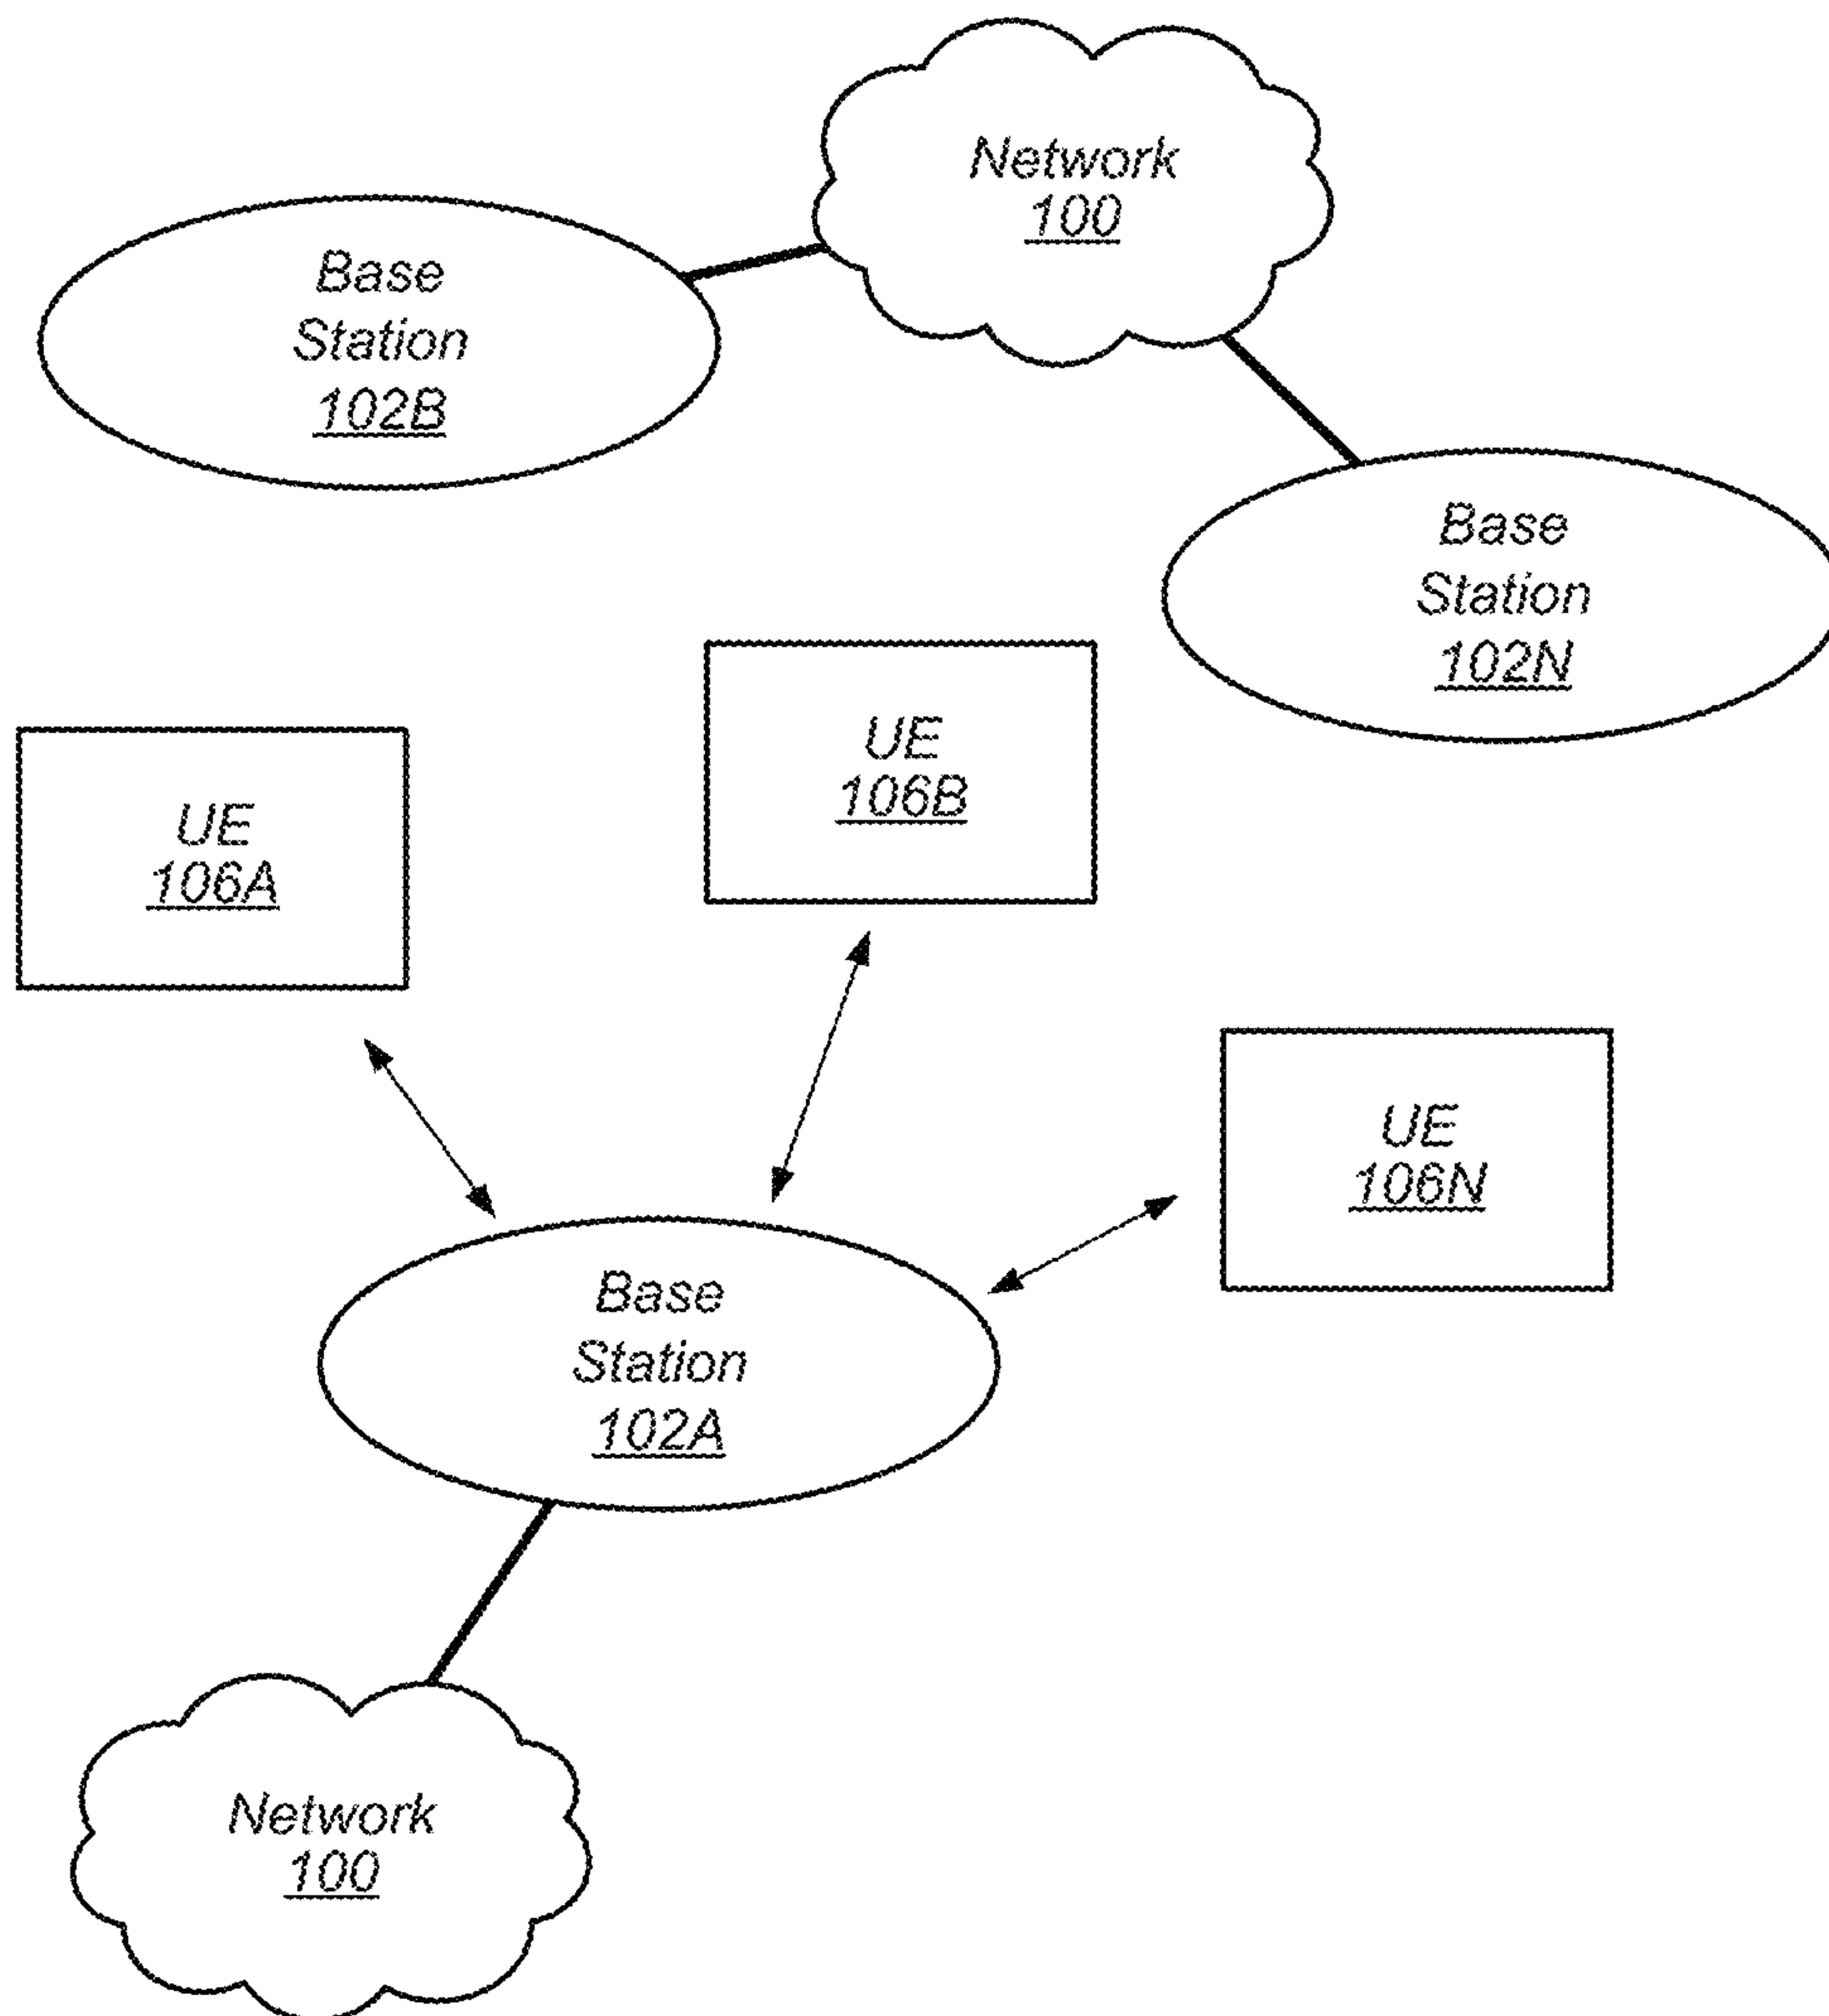 Network
100
Base
Station
102B
Base
Station
102N
UE
106B
UE
106A
UE
106N
Base
Station
102A
Network
100